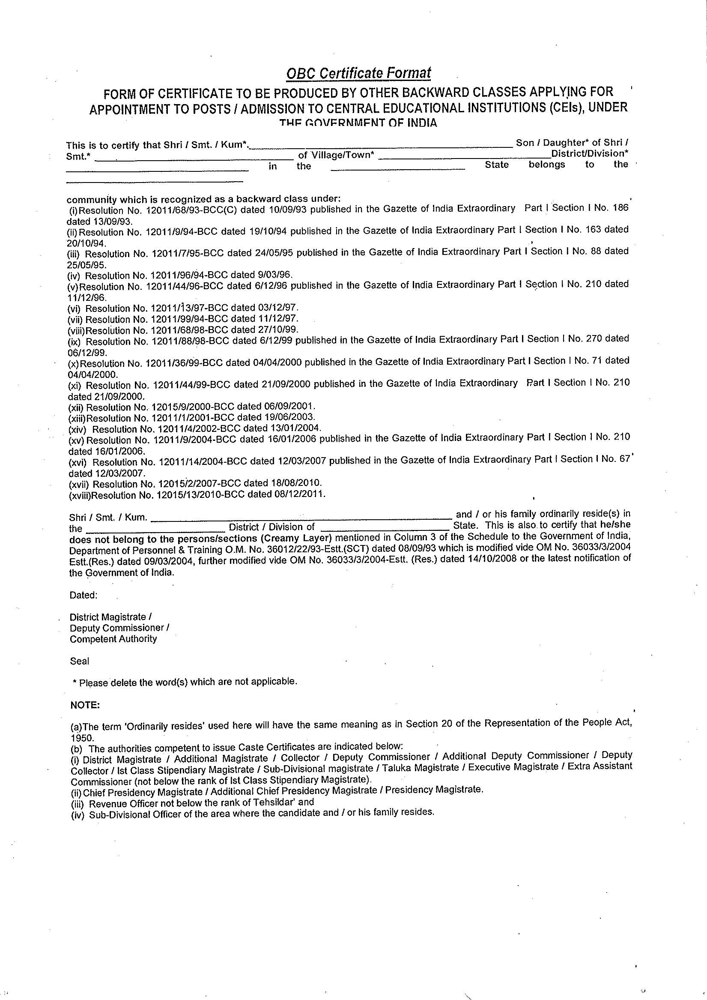 OBC Certificate Format
FORM OF CERTIFICATE TO BE PRODUCED BY OTHER BACKWARD CLASSES APPLYING FOR
APPOINTMENT TO POSTS / ADMISSION TO CENTRAL EDUCATIONAL INSTITUTIONS (CEIs), UNDER
THE GOVERNMENT OF INDIA
This is to certify that Shri / Smt. / Kum*.____________ Son / Daughter* of Shri /
Smt.* ____________ of Village/Town* ____________District/Division*
____________ in the ____________ State belongs to the
____________
community which is recognized as a backward class under:
(i)Resolution No. 12011/68/93-BCC(C) dated 10/09/93 published in the Gazette of India Extraordinary Part I Section I No. 186
dated 13/09/93.
(ii)Resolution No. 12011/9/94-BCC dated 19/10/94 published in the Gazette of India Extraordinary Part I Section I No. 163 dated
20/10/94.
(iii) Resolution No. 12011/7/95-BCC dated 24/05/95 published in the Gazette of India Extraordinary Part I Section I No. 88 dated
25/05/95.
(iv) Resolution No. 12011/96/94-BCC dated 9/03/96.
(v)Resolution No. 12011/44/96-BCC dated 6/12/96 published in the Gazette of India Extraordinary Part I Section I No. 210 dated
11/12/96.
(vi) Resolution No. 12011/13/97-BCC dated 03/12/97.
(vii) Resolution No. 12011/99/94-BCC dated 11/12/97.
(viii)Resolution No. 12011/68/98-BCC dated 27/10/99.
(ix) Resolution No. 12011/88/98-BCC dated 6/12/99 published in the Gazette of India Extraordinary Part I Section I No. 270 dated
06/12/99.
(x)Resolution No. 12011/36/99-BCC dated 04/04/2000 published in the Gazette of India Extraordinary Part I Section I No. 71 dated
04/04/2000.
(xi) Resolution No. 12011/44/99-BCC dated 21/09/2000 published in the Gazette of India Extraordinary Part I Section I No. 210
dated 21/09/2000.
(xii) Resolution No. 12015/9/2000-BCC dated 06/09/2001.
(xiii)Resolution No. 12011/1/2001-BCC dated 19/06/2003.
(xiv) Resolution No. 12011/4/2002-BCC dated 13/01/2004.
(xv) Resolution No. 12011/9/2004-BCC dated 16/01/2006 published in the Gazette of India Extraordinary Part I Section I No. 210
dated 16/01/2006.
(xvi) Resolution No. 12011/14/2004-BCC dated 12/03/2007 published in the Gazette of India Extraordinary Part I Section I No. 67
dated 12/03/2007.
(xvii) Resolution No. 12015/2/2007-BCC dated 18/08/2010.
(xviii)Resolution No. 12015/13/2010-BCC dated 08/12/2011.
Shri / Smt. / Kum. ____________ and / or his family ordinarily reside(s) in
the ____________ District / Division of ____________ State. This is also to certify that he/she
does not belong to the persons/sections (Creamy Layer) mentioned in Column 3 of the Schedule to the Government of India,
Department of Personnel & Training O.M. No. 36012/22/93-Estt.(SCT) dated 08/09/93 which is modified vide OM No. 36033/3/2004
Estt.(Res.) dated 09/03/2004, further modified vide OM No. 36033/3/2004-Estt. (Res.) dated 14/10/2008 or the latest notification of
the Government of India.
Dated:
District Magistrate /
Deputy Commissioner /
Competent Authority
Seal
* Please delete the word(s) which are not applicable.
NOTE:
(a)The term 'Ordinarily resides' used here will have the same meaning as in Section 20 of the Representation of the People Act,
1950.
(b) The authorities competent to issue Caste Certificates are indicated below:
(i) District Magistrate / Additional Magistrate / Collector / Deputy Commissioner / Additional Deputy Commissioner / Deputy
Collector / Ist Class Stipendiary Magistrate / Sub-Divisional magistrate / Taluka Magistrate / Executive Magistrate / Extra Assistant
Commissioner (not below the rank of Ist Class Stipendiary Magistrate).
(ii) Chief Presidency Magistrate / Additional Chief Presidency Magistrate / Presidency Magistrate.
(iii) Revenue Officer not below the rank of Tehsildar' and
(iv) Sub-Divisional Officer of the area where the candidate and / or his family resides.